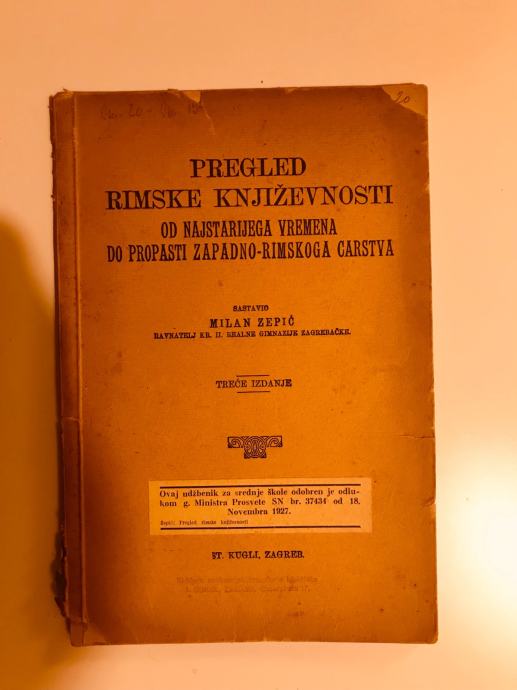 20
PREGLED
RIMSKE KNJIŽEVNOSTI
OD NAJSTARIJEGA VREMENA
DO PROPASTI ZAPADNO-RIMSKOGA CARSTVA
SASTAVIO
MILAN ZEPIĆ
RAVNATELJ KR. II. REALNE GIMNAZIJE ZAGREBAČKE.
TREĆE IZDANJE
Ovaj udžbenik za srednje škole odobren je odlu-
kom g. Ministra Prosvete SN br. 37434 od 18.
Novembra 1927.
Zepić: Pregled rimske književnosti
ŠT. KUGLI, ZAGREB.